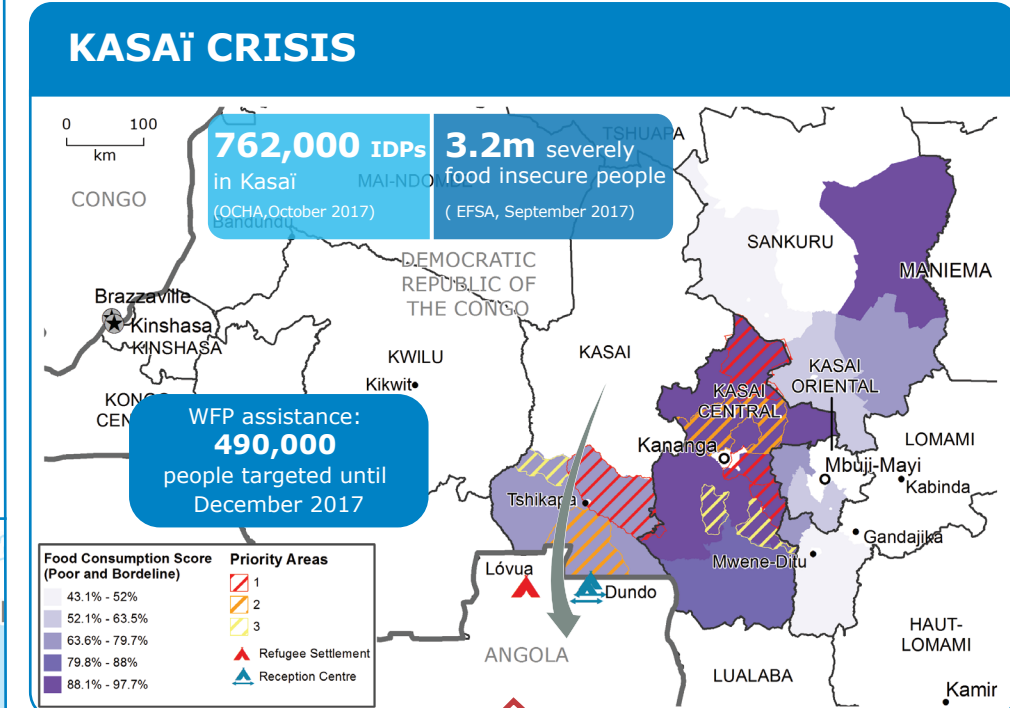 KASAï CRISIS
0 100
km
762,000 IDPs
in Kasaï
(OCHA,October 2017)
3.2m severely
food insecure people
( EFSA, September 2017)
TSHUAPA
MAI-NDOMBE
CONGO
Bandundu
SANKURU
DEMOCRATIC
REPUBLIC OF
THE CONGO
MANIEMA
Brazzaville
Kinshasa
KINSHASA
KWILU
KASAI
KASAI
ORIENTAL
Kikwit
KASAI
CENTRAL
KONGO
CEN
WFP assistance:
490,000
people targeted until
December 2017
Kananga
LOMAMI
Mbuji-Mayi
Kabinda
Tshikapa
Gandajika
Mwene-Ditu
Lóvua
Dundo
HAUT-
LOMAMI
ANGOLA
LUALABA
Kamin
Food Consumption Score
(Poor and Bordeline)
43.1% - 52%
52.1% - 63.5%
63.6% - 79.7%
79.8% - 88%
88.1% - 97.7%
Priority Areas
1
2
3
Refugee Settlement
Reception Centre